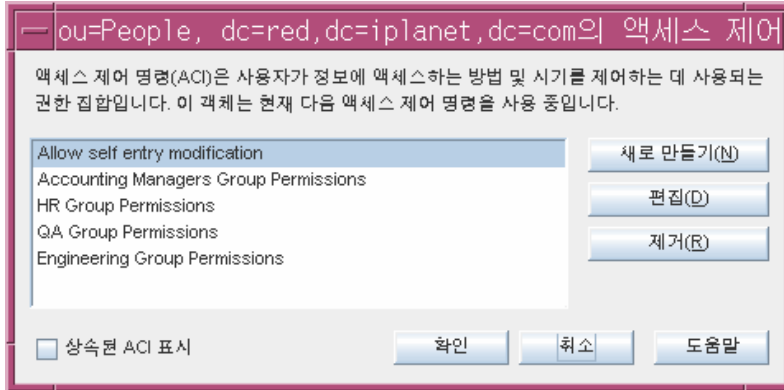 ou=People, dc=red,dc=iplanet,dc=com의 액세스 제어
액세스 제어 명령(ACI)은 사용자가 정보에 액세스하는 방법 및 시기를 제어하는 데 사용되는
권한 집합입니다. 이 객체는 현재 다음 액세스 제어 명령을 사용 중입니다.
Allow self entry modification
Accounting Managers Group Permissions
HR Group Permissions
QA Group Permissions
Engineering Group Permissions
새로 만들기(N)
편집(D)
제거(R)
상속된 ACI 표시
확인
취소
도움말